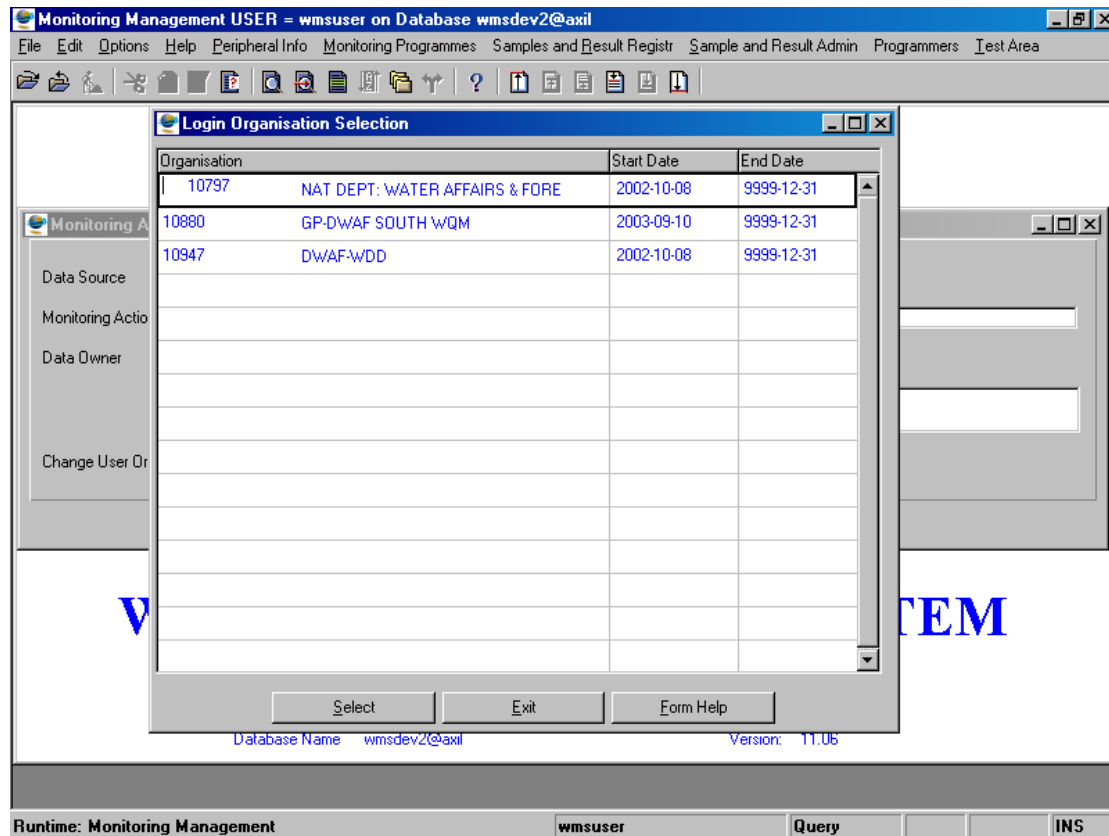 Monitoring Management USER = wmsuser on Database wmsdev2@axil
File Edit Options Help Peripheral Info Monitoring Programmes Samples and Result Registr Sample and Result Admin Programmers Test Area
Login Organisation Selection
Organisation Start Date End Date
10797 NAT DEPT: WATER AFFAIRS & FORE 2002-10-08 9999-12-31
10880 GP-DWAF SOUTH WQM 2003-09-10 9999-12-31
10947 DWAF-WDD 2002-10-08 9999-12-31
Monitoring A
Data Source
Monitoring Actio
Data Owner
Change User Or
W TEM
Select Exit Form Help
Database Name wmsdev2@axil Version: 11.06
Runtime: Monitoring Management wmsuser Query INS